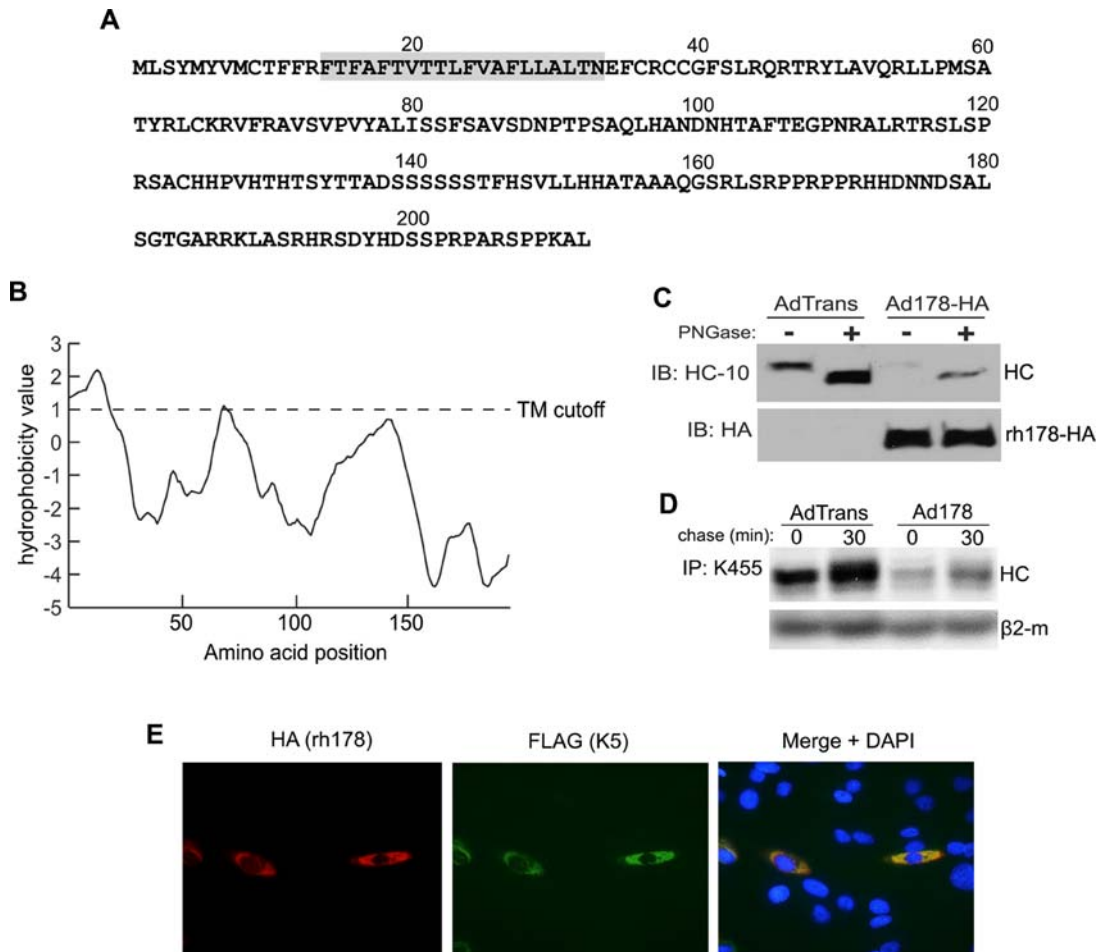 A
20 40 60
MLSYMYVMCTFFRFTFAFTVTTLFVAFLLALTNEFCRCCGFSLRQRTRYLAVQRLLPMSA
80 100 120
TYRLCKRVFRAVSVPVYALISSFSAVSDNPTPSAQLHANDNHTAFTEGPNRALRTRSLSP
140 160 180
RSACHHPVHTHTSYTTADSSSSSSTFHSVLLHHATAAAQGSRLSRPPRPPRHHDNNDSAL
200
SGTGARRKLASRHRSDYHDSSPRPARSPPKAL
B
hydrophobicity value
3
2
1
0
-1
-2
-3
-4
-5
TM cutoff
50 100 150
Amino acid position
C
AdTrans Ad178-HA
PNGase: - + - +
IB: HC-10 HC
IB: HA rh178-HA
D
AdTrans Ad178
chase (min): 0 30 0 30
IP: K455 HC
β2-m
E
HA (rh178) FLAG (K5) Merge + DAPI